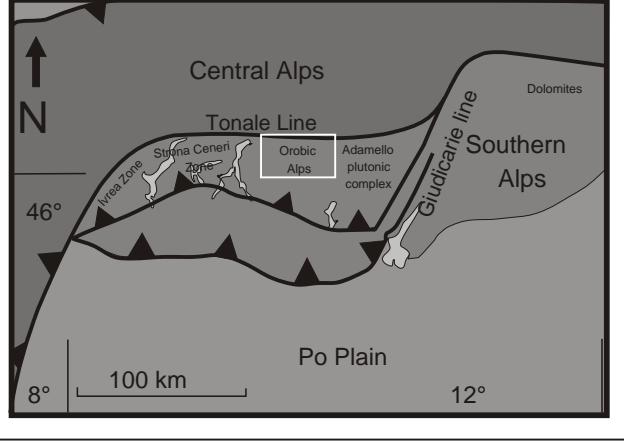 Central Alps
Dolomites
N
Tonale Line
Strona Ceneri
Zone
Ivrea Zone
Orobic
Alps
Adamello
plutonic
complex
Giudicarie line
Southern
Alps
46°
Po Plain
100 km
8°
12°